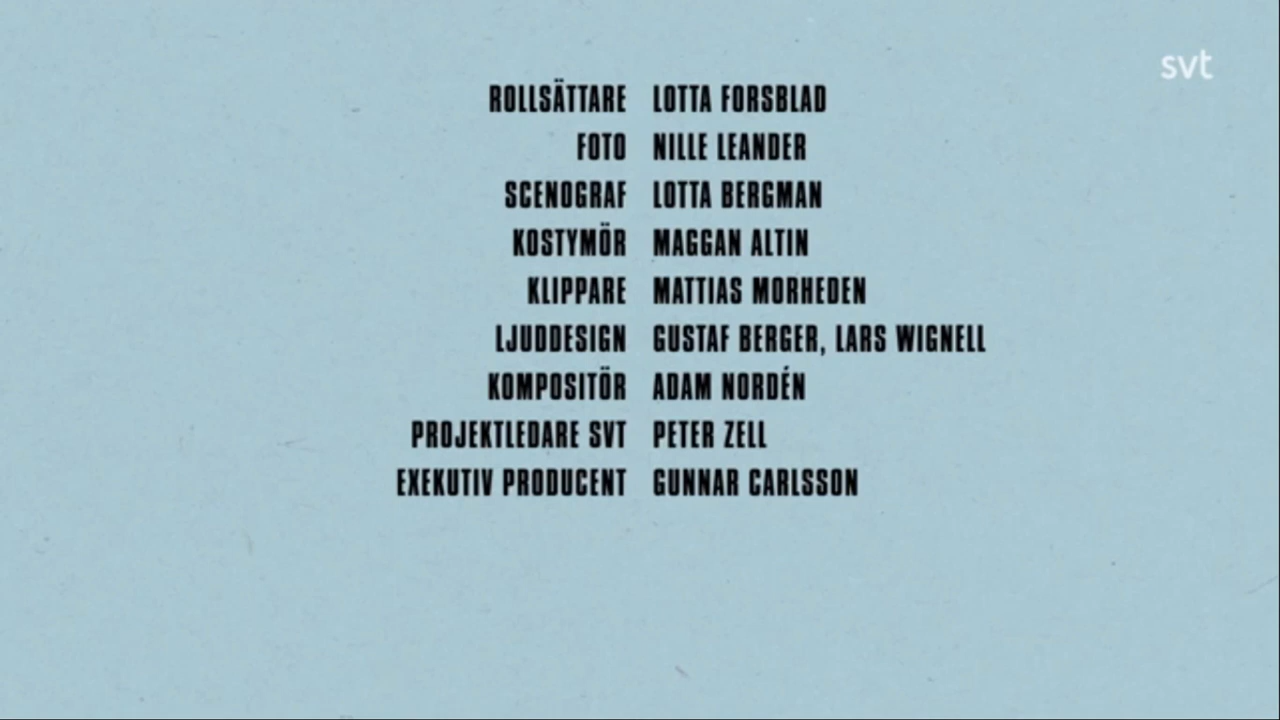 svt
ROLLSÄTTARE LOTTA FORSBLAD
FOTO NILLE LEANDER
SCENOGRAF LOTTA BERGMAN
KOSTYMÖR MAGGAN ALTIN
KLIPPARE MATTIAS MORHEDEN
LJUDDESIGN GUSTAF BERGER, LARS WIGNELL
KOMPOSITÖR ADAM NORDÉN
PROJEKTLEDARE SVT PETER ZELL
EXEKUTIV PRODUCENT GUNNAR CARLSSON